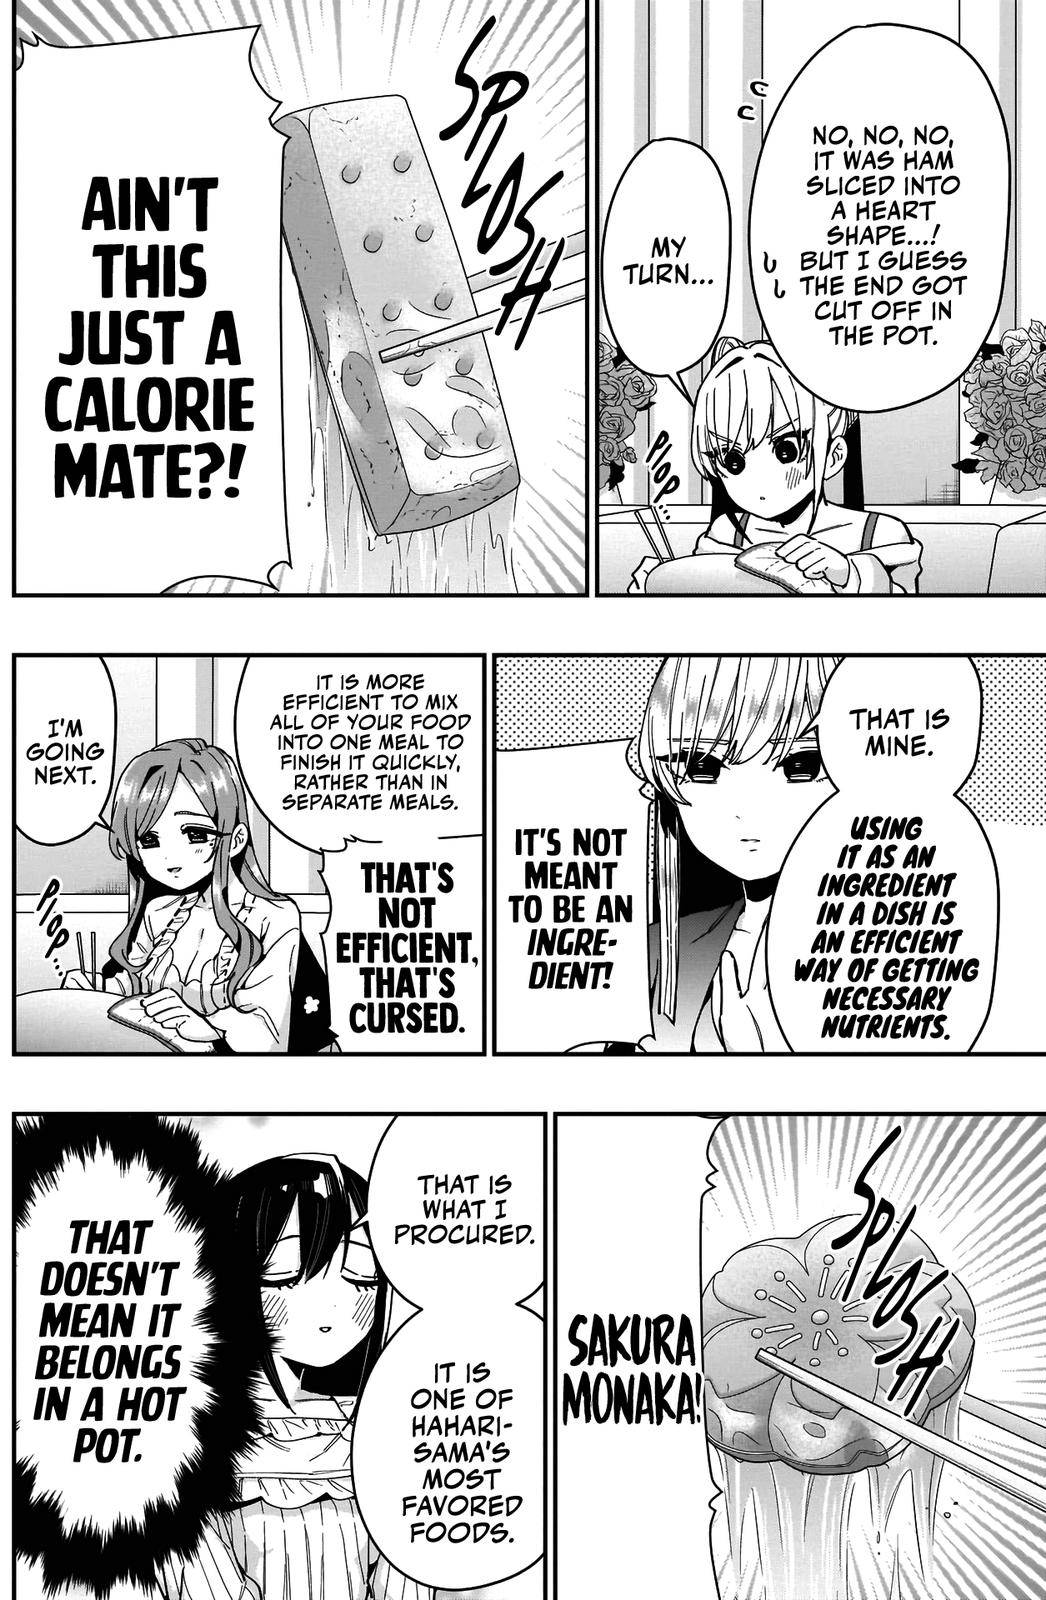 NO, NO, NO,
IT WAS HAM
SLICED INTO
A HEART
SHAPE...!
BUT I GUESS
THE END GOT
CUT OFF IN
THE POT.
MY
TURN...
PLOP...
SPLOSH
AIN'T
THIS
JUST A
CALORIE
MATE?!
THAT IS
MINE.
USING
IT AS AN
INGREDIENT
IN A DISH IS
AN EFFICIENT
WAY OF GETTING
NECESSARY
NUTRIENTS.
IT'S NOT
MEANT
TO BE AN
INGRE-
DIENT!
IT IS MORE
EFFICIENT TO MIX
ALL OF YOUR FOOD
INTO ONE MEAL TO
FINISH IT QUICKLY,
RATHER THAN IN
SEPARATE MEALS.
THAT'S
NOT
EFFICIENT,
THAT'S
CURSED.
I'M
GOING
NEXT.
PLOP...
SPLOSH
SAKURA
MONAKA!
THAT IS
WHAT I
PROCURED.
IT IS
ONE OF
HAHARI-
SAMA'S
MOST
FAVORED
FOODS.
THAT
DOESN'T
MEAN IT
BELONGS
IN A HOT
POT.